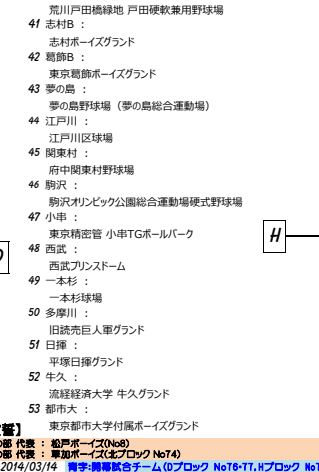 荒川戸田橋緑地 戸田硬軟兼用野球場
41 志村B :
志村ボーイズグランド
42 葛飾B :
東京葛飾ボーイズグランド
43 夢の島 :
夢の島野球場（夢の島総合運動場）
44 江戸川 :
江戸川区球場
45 関東村 :
府中関東村野球場
46 駒沢 :
駒沢オリンピック公園総合運動場硬式野球場
47 小串 :
東京精密管 小串TGボールパーク
H
48 西武 :
西武プリンスドーム
49 一本杉 :
一本杉球場
50 多摩川 :
旧読売巨人軍グランド
51 日揮 :
平塚日揮グランド
52 牛久 :
流経経済大学 牛久グランド
53 都市大 :
東京都市大学付属ボーイズグランド
誓】
の部 代表 : 松戸ボーイズ(No8)
の部 代表 : 草加ボーイズ(北ブロック No74)
2014/03/14 青字:開幕試合チーム(Dブロック No76-77,Hブロック No1